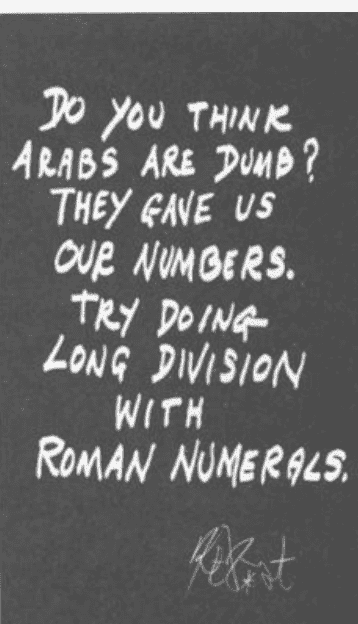 DO YOU THINK
ARABS ARE DUMB?
THEY GAVE US
OUR NUMBERS.
TRY DOING
LONG DIVISION
WITH
ROMAN NUMERALS.